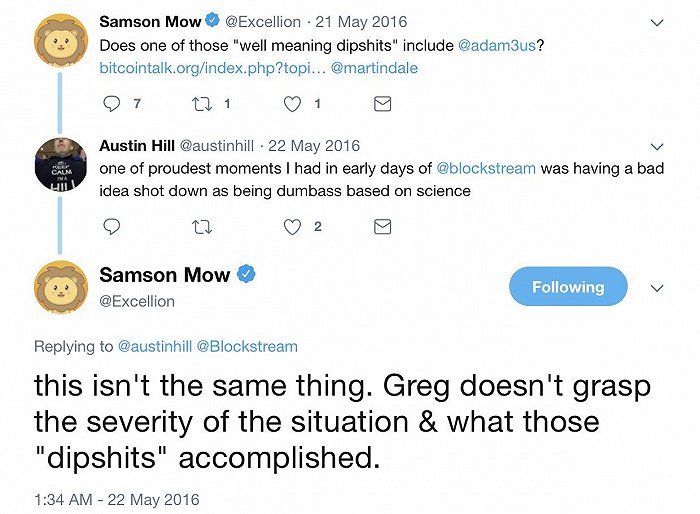 Samson Mow @Excellion · 21 May 2016
Does one of those "well meaning dipshits" include @adam3us?
bitcointalk.org/index.php?topi… @martindale
7 1 1
Austin Hill @austinhill · 22 May 2016
one of proudest moments I had in early days of @blockstream was having a bad
idea shot down as being dumbass based on science
2
KEEP
CALM
I'M A
HILL
Samson Mow
@Excellion
Following
Replying to @austinhill @Blockstream
this isn't the same thing. Greg doesn't grasp
the severity of the situation & what those
"dipshits" accomplished.
1:34 AM - 22 May 2016